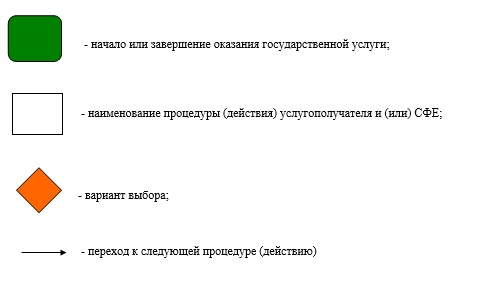 - начало или завершение оказания государственной услуги;
- наименование процедуры (действия) услугополучателя и (или) СФЕ;
- вариант выбора;
- переход к следующей процедуре (действию)